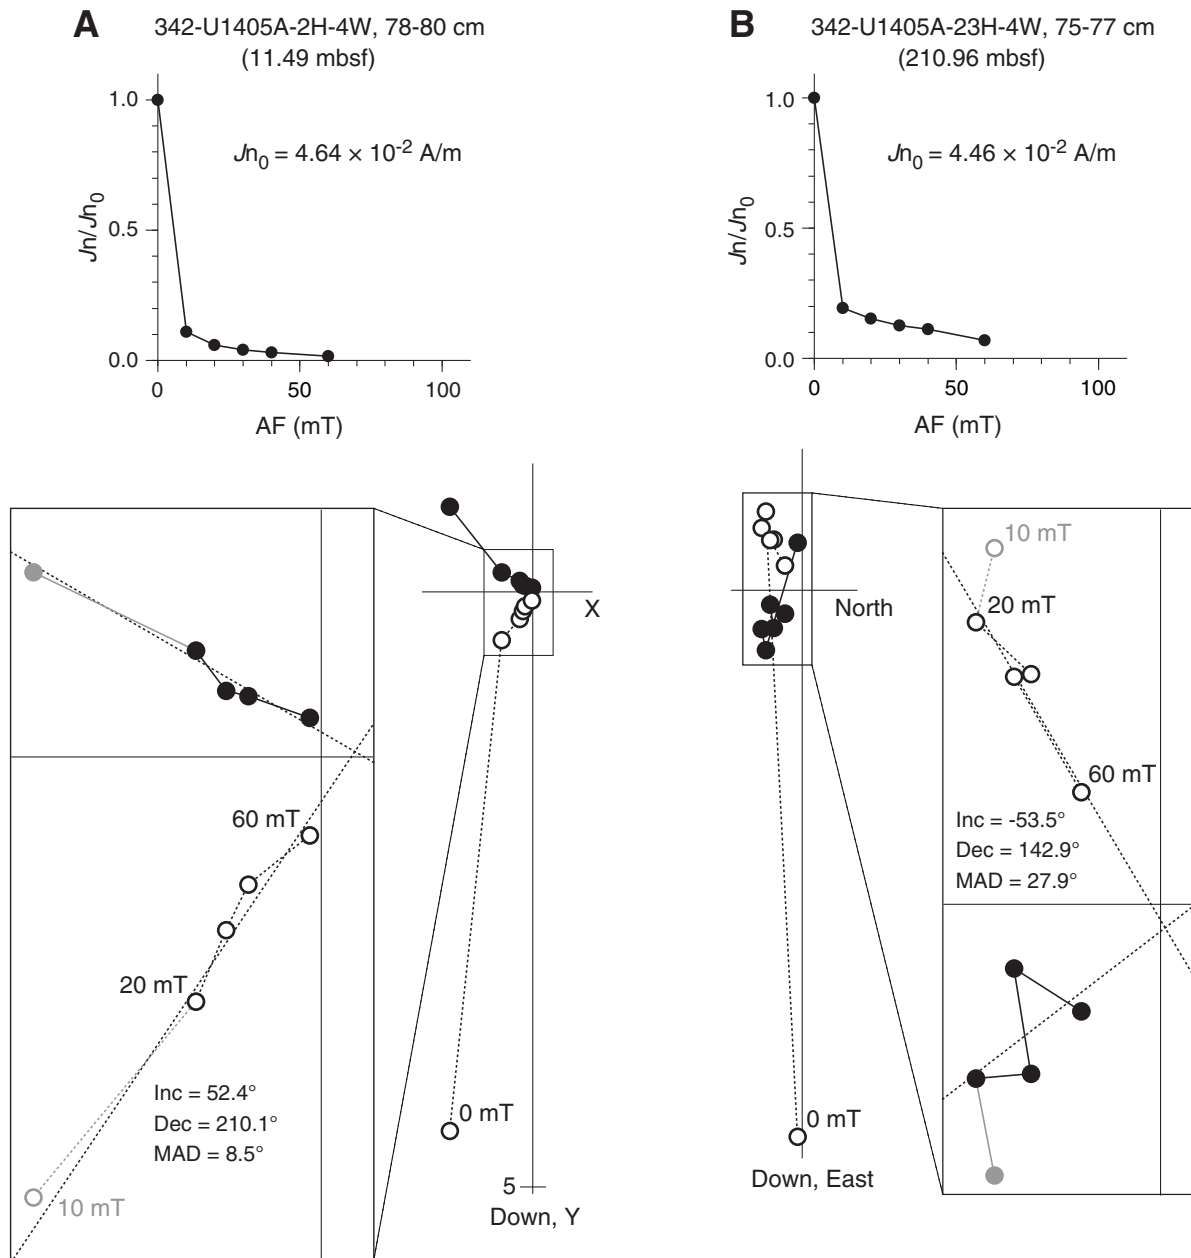 A
342-U1405A-2H-4W, 78-80 cm
(11.49 mbsf)
1.0
0.5
0.0
Jn/Jn0
Jn0 = 4.64 × 10-2 A/m
0
50
100
AF (mT)
X
60 mT
20 mT
Inc = 52.4°
Dec = 210.1°
MAD = 8.5°
10 mT
0 mT
5
Down, Y
B
342-U1405A-23H-4W, 75-77 cm
(210.96 mbsf)
1.0
0.5
0.0
Jn/Jn0
Jn0 = 4.46 × 10-2 A/m
0
50
100
AF (mT)
North
10 mT
20 mT
60 mT
Inc = -53.5°
Dec = 142.9°
MAD = 27.9°
0 mT
Down, East